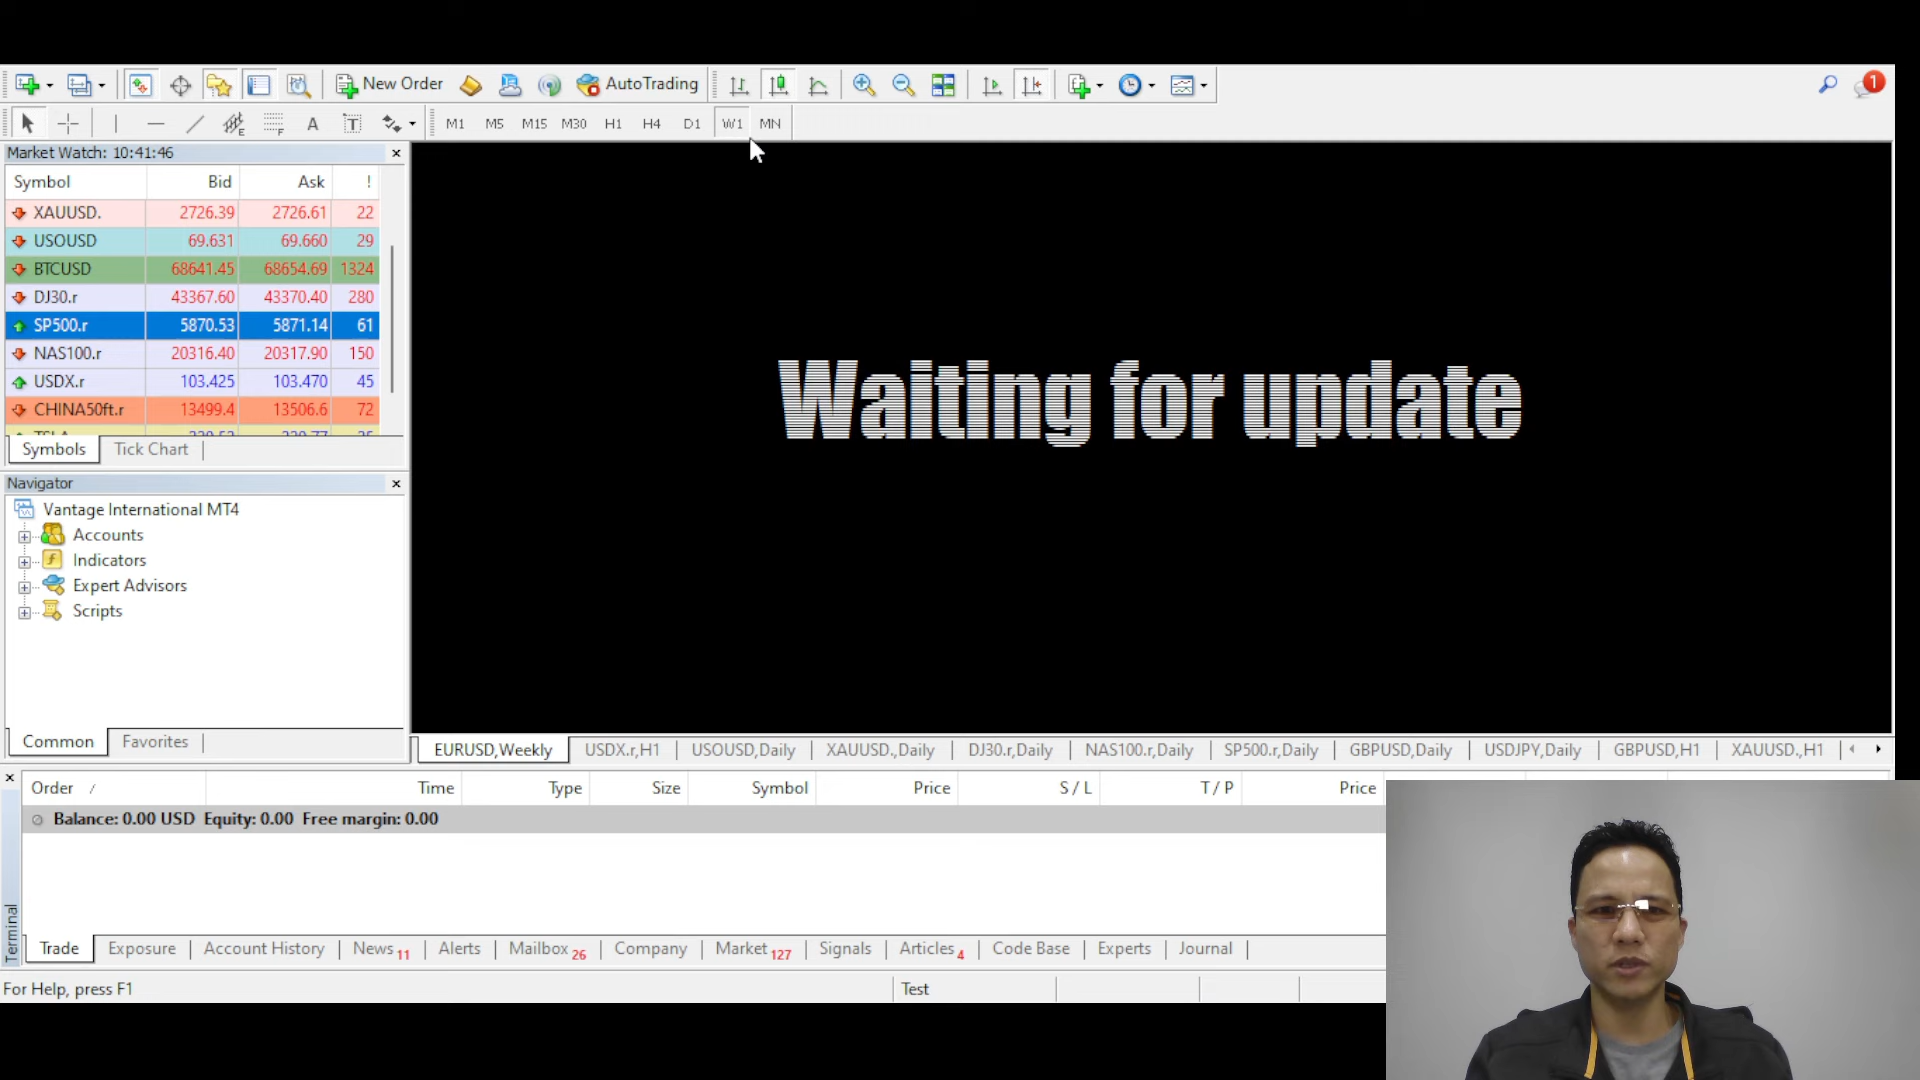 New Order
AutoTrading
1
A
T
M1 M5 M15 M30 H1 H4 D1 W1 MN
Market Watch: 10:41:46
Symbol Bid Ask !
XAUUSD. 2726.39 2726.61 22
USOUSD 69.631 69.660 29
BTCUSD 68641.45 68654.69 1324
DJ30.r 43367.60 43370.40 280
SP500.r 5870.53 5871.14 61
NAS100.r 20316.40 20317.90 150
USDX.r 103.425 103.470 45
CHINA50ft.r 13499.4 13506.6 72
Symbols Tick Chart
Navigator
Vantage International MT4
Accounts
Indicators
Expert Advisors
Scripts
Common Favorites
Waiting for update
EURUSD,Weekly USDX.r,H1 USOUSD,Daily XAUUSD.,Daily DJ30.r,Daily NAS100.r,Daily SP500.r,Daily GBPUSD,Daily USDJPY,Daily GBPUSD,H1 XAUUSD.,H1
Order / Time Type Size Symbol Price S / L T / P Price
Balance: 0.00 USD Equity: 0.00 Free margin: 0.00
Terminal
Trade Exposure Account History News 11 Alerts Mailbox 26 Company Market 127 Signals Articles 4 Code Base Experts Journal
For Help, press F1
Test